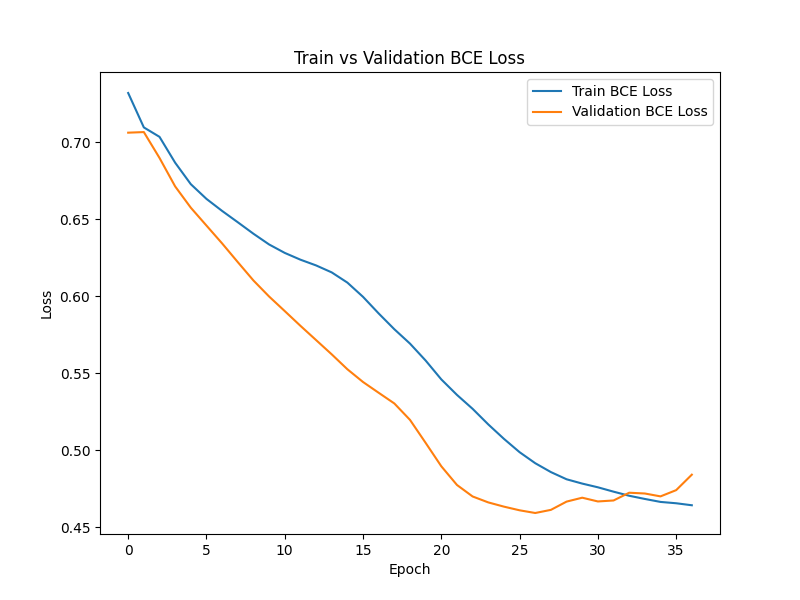 Train vs Validation BCE Loss
Train BCE Loss
Validation BCE Loss
0.70
0.65
0.60
0.55
0.50
0.45
Loss
0 5 10 15 20 25 30 35
Epoch